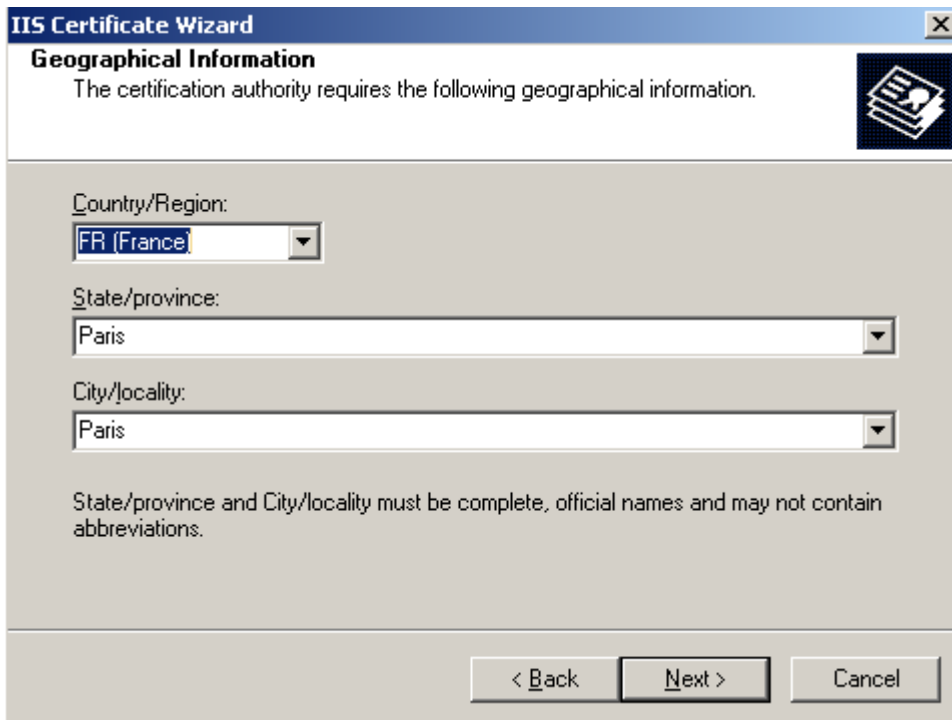 IIS Certificate Wizard
Geographical Information
The certification authority requires the following geographical information.
Country/Region:
FR (France)
State/province:
Paris
City/locality:
Paris
State/province and City/locality must be complete, official names and may not contain
abbreviations.
< Back
Next >
Cancel